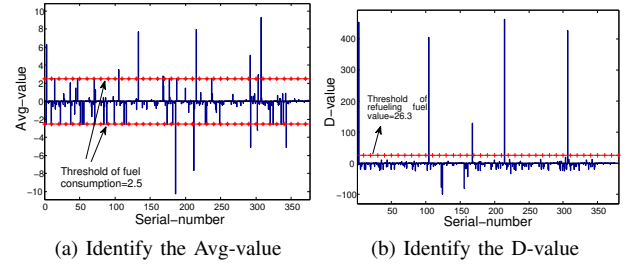 10
8
6
4
2
0
−2
−4
−6
−8
−10
Avg−value
Threshold of fuel
consumption=2.5
0 50 100 150 200 250 300 350
Serial−number
(a) Identify the Avg-value
400
300
200
100
0
−100
D−value
Threshold of
refueling fuel
value=26.3
50 100 150 200 250 300 350
Serial−number
(b) Identify the D-value